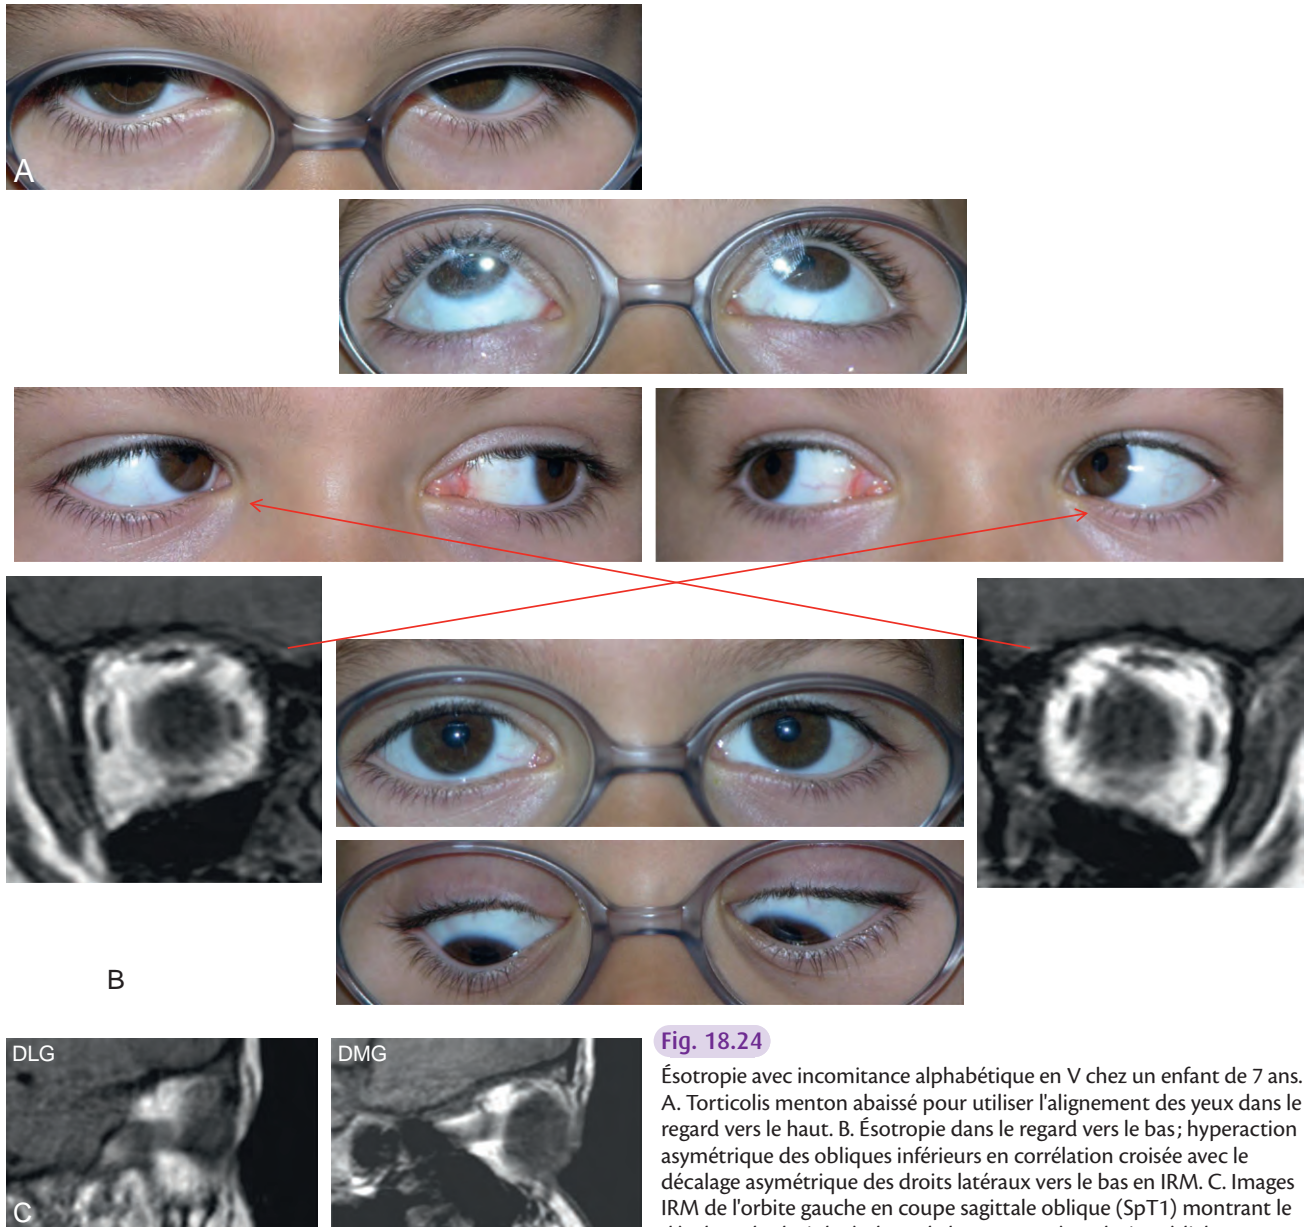 A
B
DLG
DMG
C
Fig. 18.24
Ésotropie avec incomitance alphabétique en V chez un enfant de 7 ans.
A. Torticolis menton abaissé pour utiliser l'alignement des yeux dans le
regard vers le haut. B. Ésotropie dans le regard vers le bas; hyperaction
asymétrique des obliques inférieurs en corrélation croisée avec le
décalage asymétrique des droits latéraux vers le bas en IRM. C. Images
IRM de l'orbite gauche en coupe sagittale oblique (SpT1) montrant le